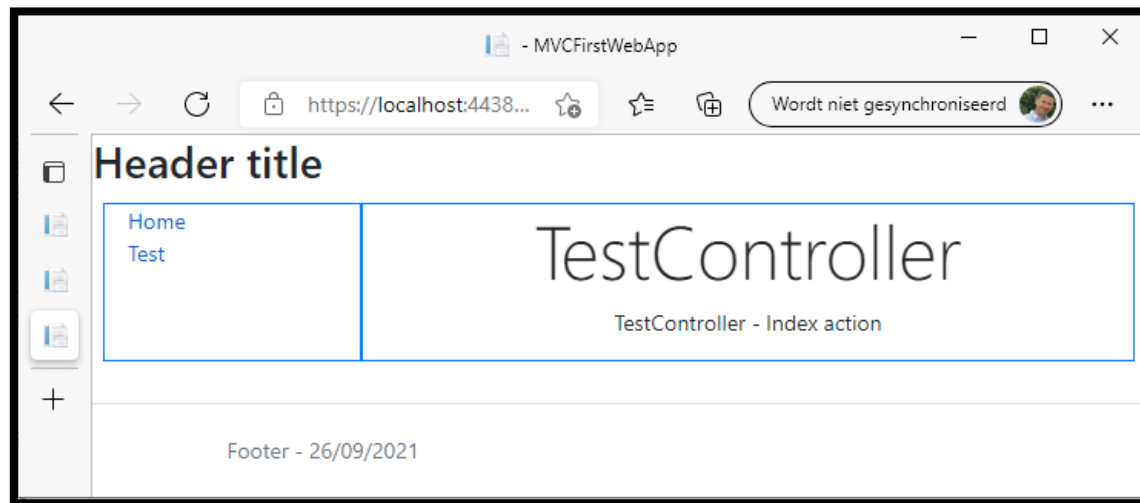 - MVCFirstWebApp
https://localhost:4438...
Wordt niet gesynchroniseerd
Header title
Home
Test
TestController
TestController - Index action
Footer - 26/09/2021